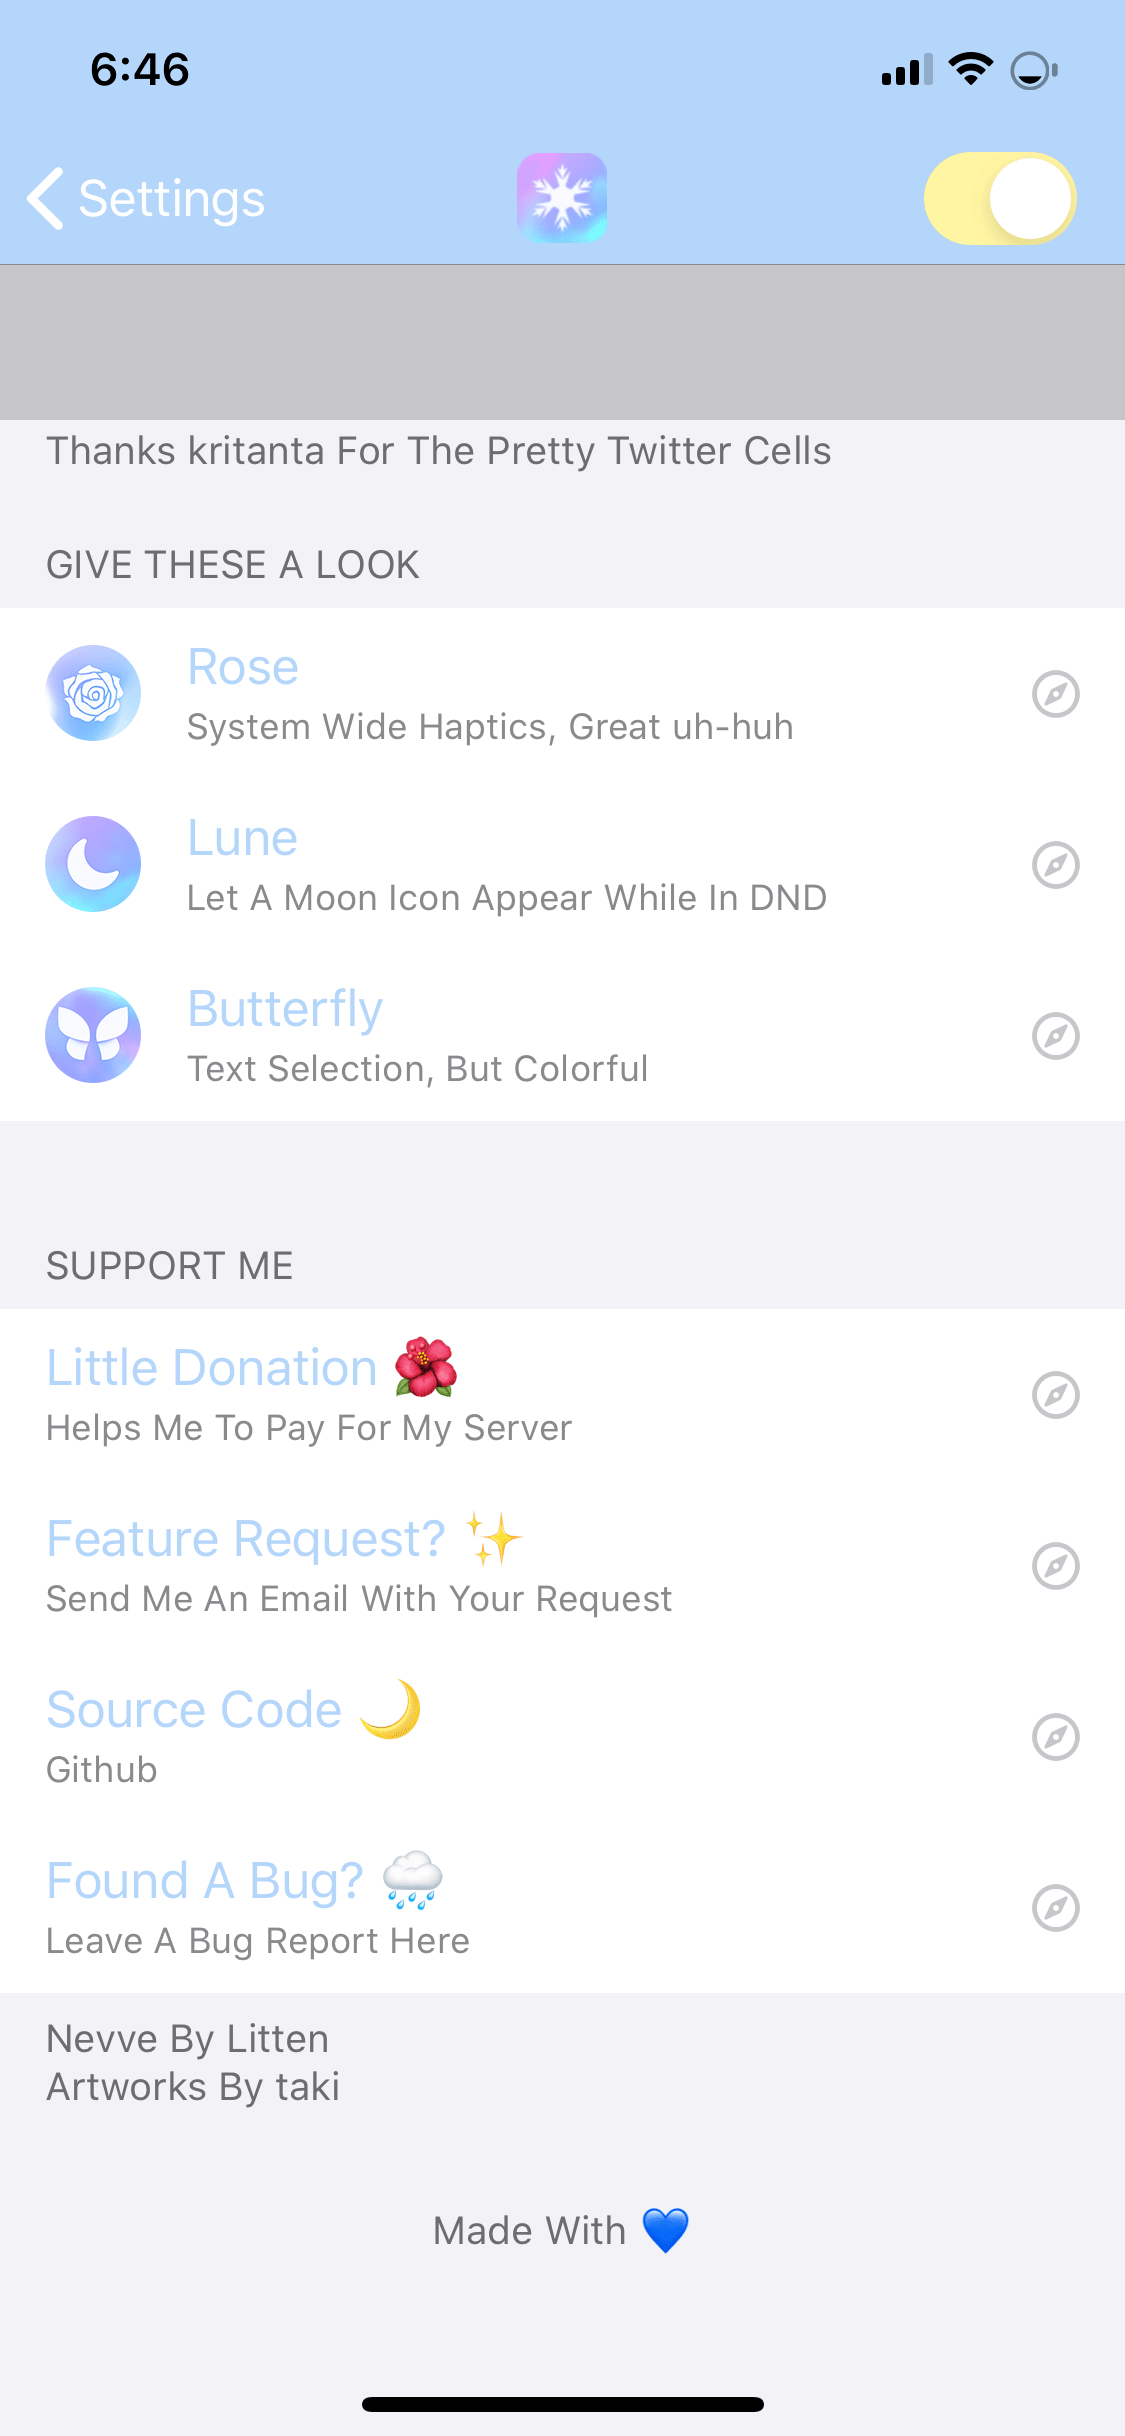 6:46
Settings
Thanks kritanta For The Pretty Twitter Cells
GIVE THESE A LOOK
Rose
System Wide Haptics, Great uh-huh
Lune
Let A Moon Icon Appear While In DND
Butterfly
Text Selection, But Colorful
SUPPORT ME
Little Donation 🌺
Helps Me To Pay For My Server
Feature Request? ✨
Send Me An Email With Your Request
Source Code 🌙
Github
Found A Bug? 🌧
Leave A Bug Report Here
Nevve By Litten
Artworks By taki
Made With 💙